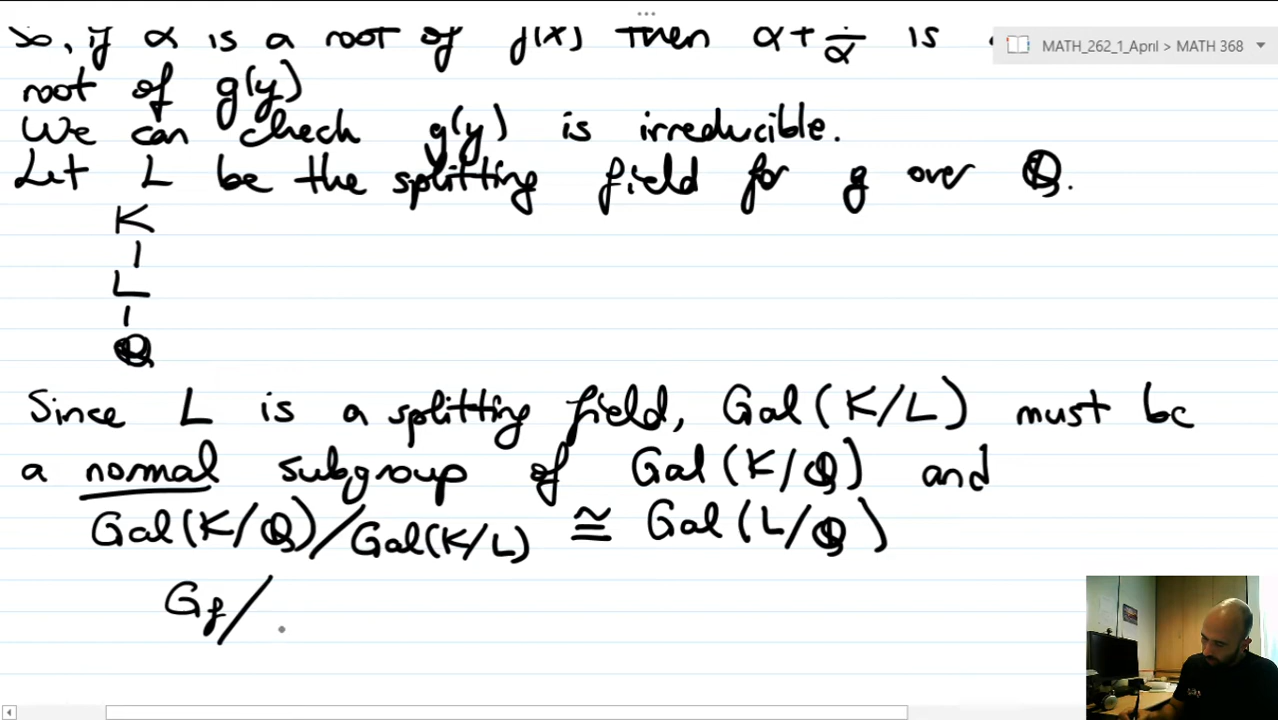 So, if α is a root of f(x) then α + 1/α is
MATH_262_1_April > MATH 368
root of g(y)
We can check g(y) is irreducible.
Let L be the splitting field for g over Q.
K
|
L
|
Q
Since L is a splitting field, Gal(K/L) must be
a normal subgroup of Gal(K/Q) and
Gal(K/Q)/Gal(K/L) ≅ Gal(L/Q)
G_f/